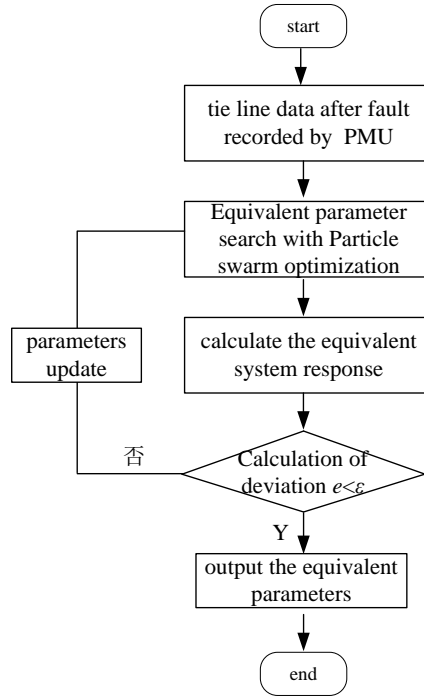 start
tie line data after fault
recorded by PMU
Equivalent parameter
search with Particle
swarm optimization
parameters
update
calculate the equivalent
system response
否
Calculation of
deviation e<ε
Y
output the equivalent
parameters
end